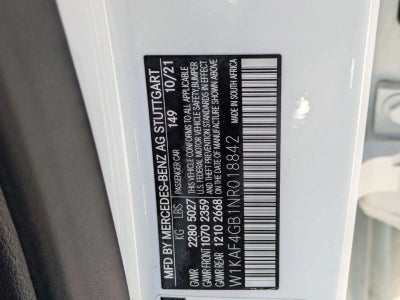 MFD BY MERCEDES-BENZ AG STUTTGART
PASSENGER CAR 149 10/21
KG LBS
GMWR 2280 5027
GAWR FRONT 1070 2359
GAWR REAR 1210 2668
THIS VEHICLE CONFORMS TO ALL APPLICABLE
U.S. FEDERAL MOTOR VEHICLE SAFETY/BUMPER
AND THEFT PREVENTION STANDARDS IN EFFECT
ON THE DATE OF MANUFACTURE SHOWN ABOVE
MADE IN SOUTH AFRICA
W1KAF4GB1NR018842